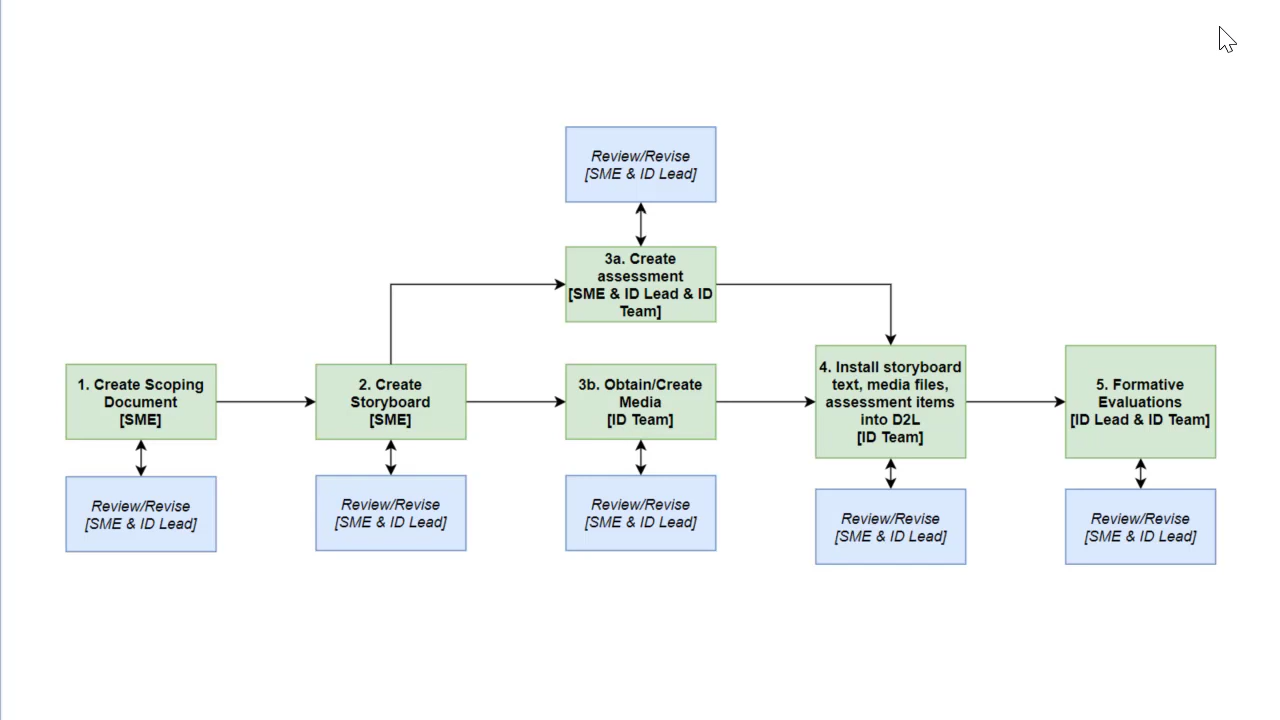 Review/Revise
[SME & ID Lead]
3a. Create
assessment
[SME & ID Lead & ID
Team]
1. Create Scoping
Document
[SME]
2. Create
Storyboard
[SME]
3b. Obtain/Create
Media
[ID Team]
4. Install storyboard
text, media files,
assessment items
into D2L
[ID Team]
5. Formative
Evaluations
[ID Lead & ID Team]
Review/Revise
[SME & ID Lead]
Review/Revise
[SME & ID Lead]
Review/Revise
[SME & ID Lead]
Review/Revise
[SME & ID Lead]
Review/Revise
[SME & ID Lead]